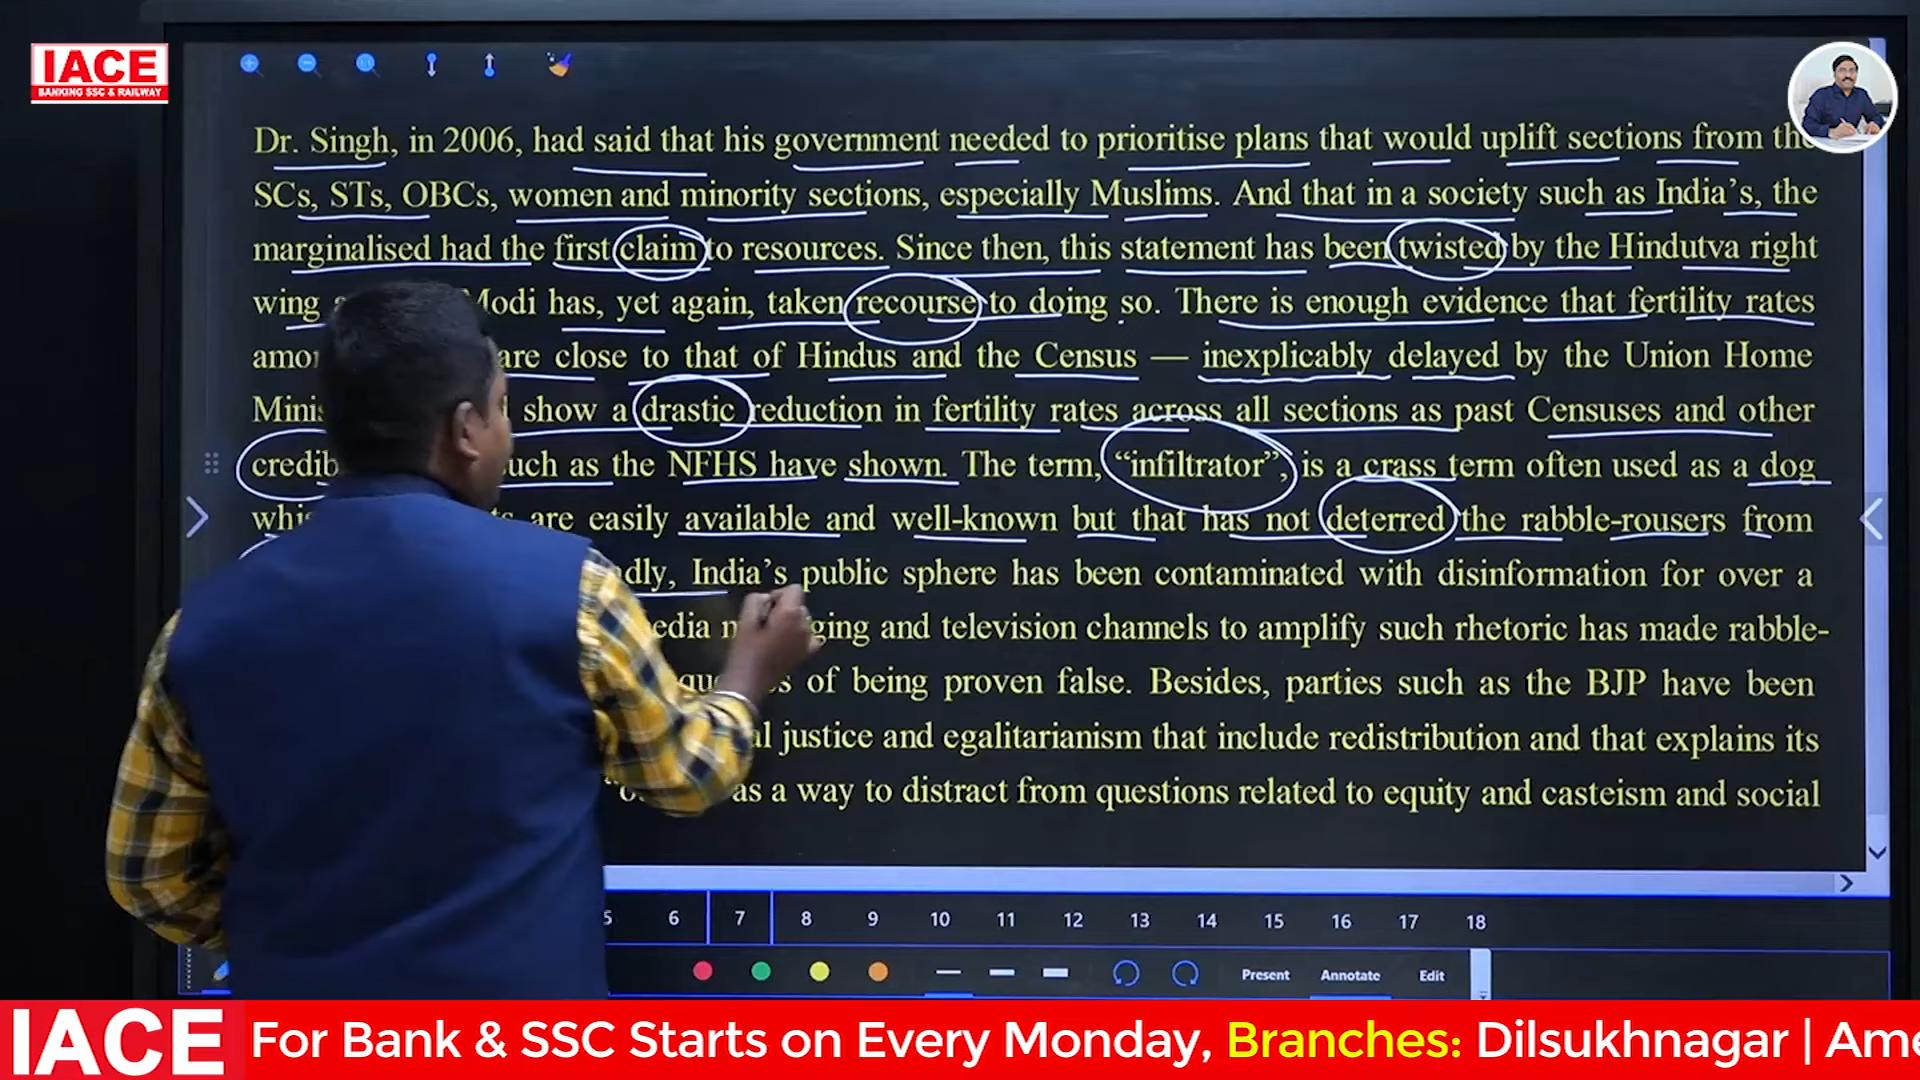 IACE
BANKING SSC & RAILWAY
Dr. Singh, in 2006, had said that his government needed to prioritise plans that would uplift sections from the
SCs, STs, OBCs, women and minority sections, especially Muslims. And that in a society such as India's, the
marginalised had the first claim to resources. Since then, this statement has been twisted by the Hindutva right
wing Modi has, yet again, taken recourse to doing so. There is enough evidence that fertility rates
are close to that of Hindus and the Census — inexplicably delayed by the Union Home
show a drastic reduction in fertility rates across all sections as past Censuses and other
such as the NFHS have shown. The term, "infiltrator", is a crass term often used as a dog
are easily available and well-known but that has not deterred the rabble-rousers from
India's public sphere has been contaminated with disinformation for over a
and television channels to amplify such rhetoric has made rabble-
of being proven false. Besides, parties such as the BJP have been
justice and egalitarianism that include redistribution and that explains its
as a way to distract from questions related to equity and casteism and social
5 6 7 8 9 10 11 12 13 14 15 16 17 18
Present Annotate Edit
IACE For Bank & SSC Starts on Every Monday, Branches: Dilsukhnagar | Ame